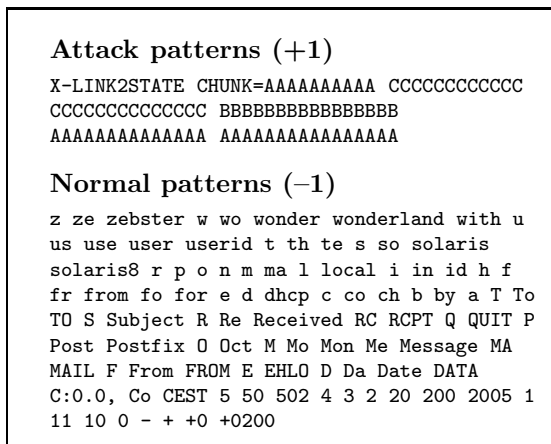 Attack patterns (+1)
X-LINK2STATE CHUNK=AAAAAAAAAA CCCCCCCCCCCC
CCCCCCCCCCCCCC BBBBBBBBBBBBBBBB
AAAAAAAAAAAAAA AAAAAAAAAAAAAAAA
Normal patterns (–1)
z ze zebster w wo wonder wonderland with u
us use user userid t th te s so solaris
solaris8 r p o n m ma l local i in id h f
fr from fo for e d dhcp c co ch b by a T To
TO S Subject R Re Received RC RCPT Q QUIT P
Post Postfix O Oct M Mo Mon Me Message MA
MAIL F From FROM E EHLO D Da Date DATA
C:0.0, Co CEST 5 50 502 4 3 2 20 200 2005 1
11 10 0 - + +0 +0200